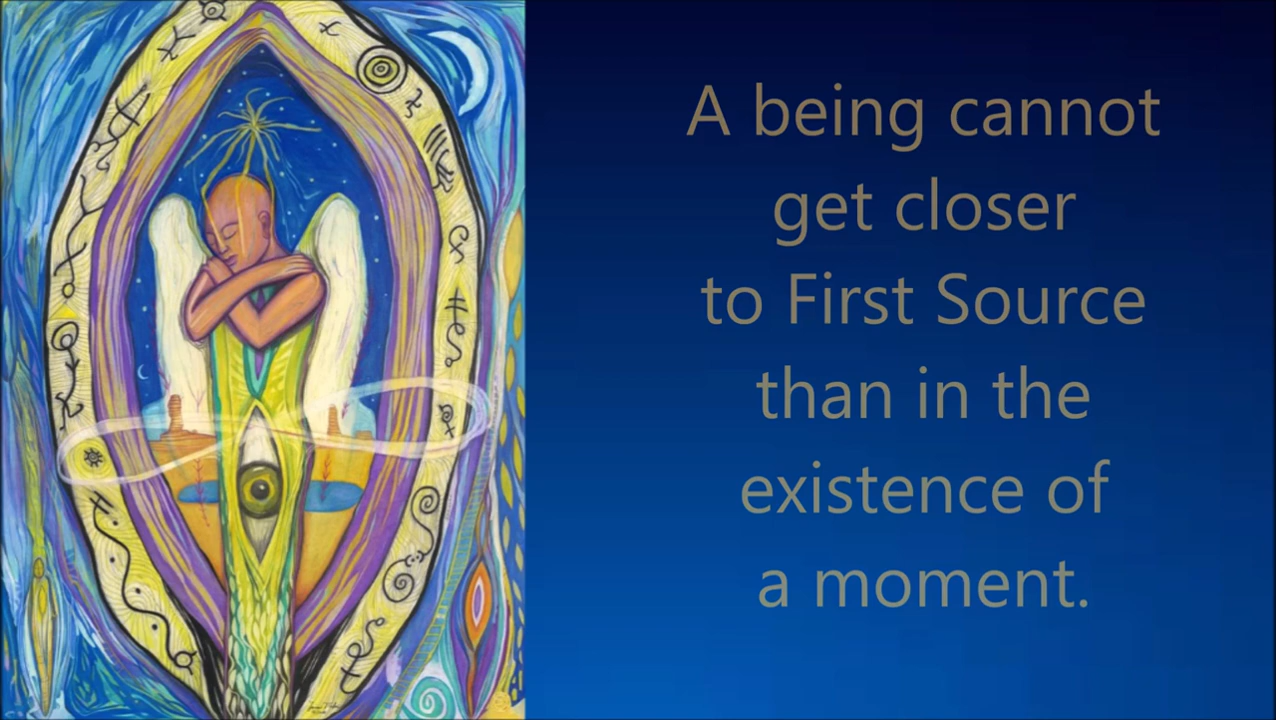 A being cannot
get closer
to First Source
than in the
existence of
a moment.